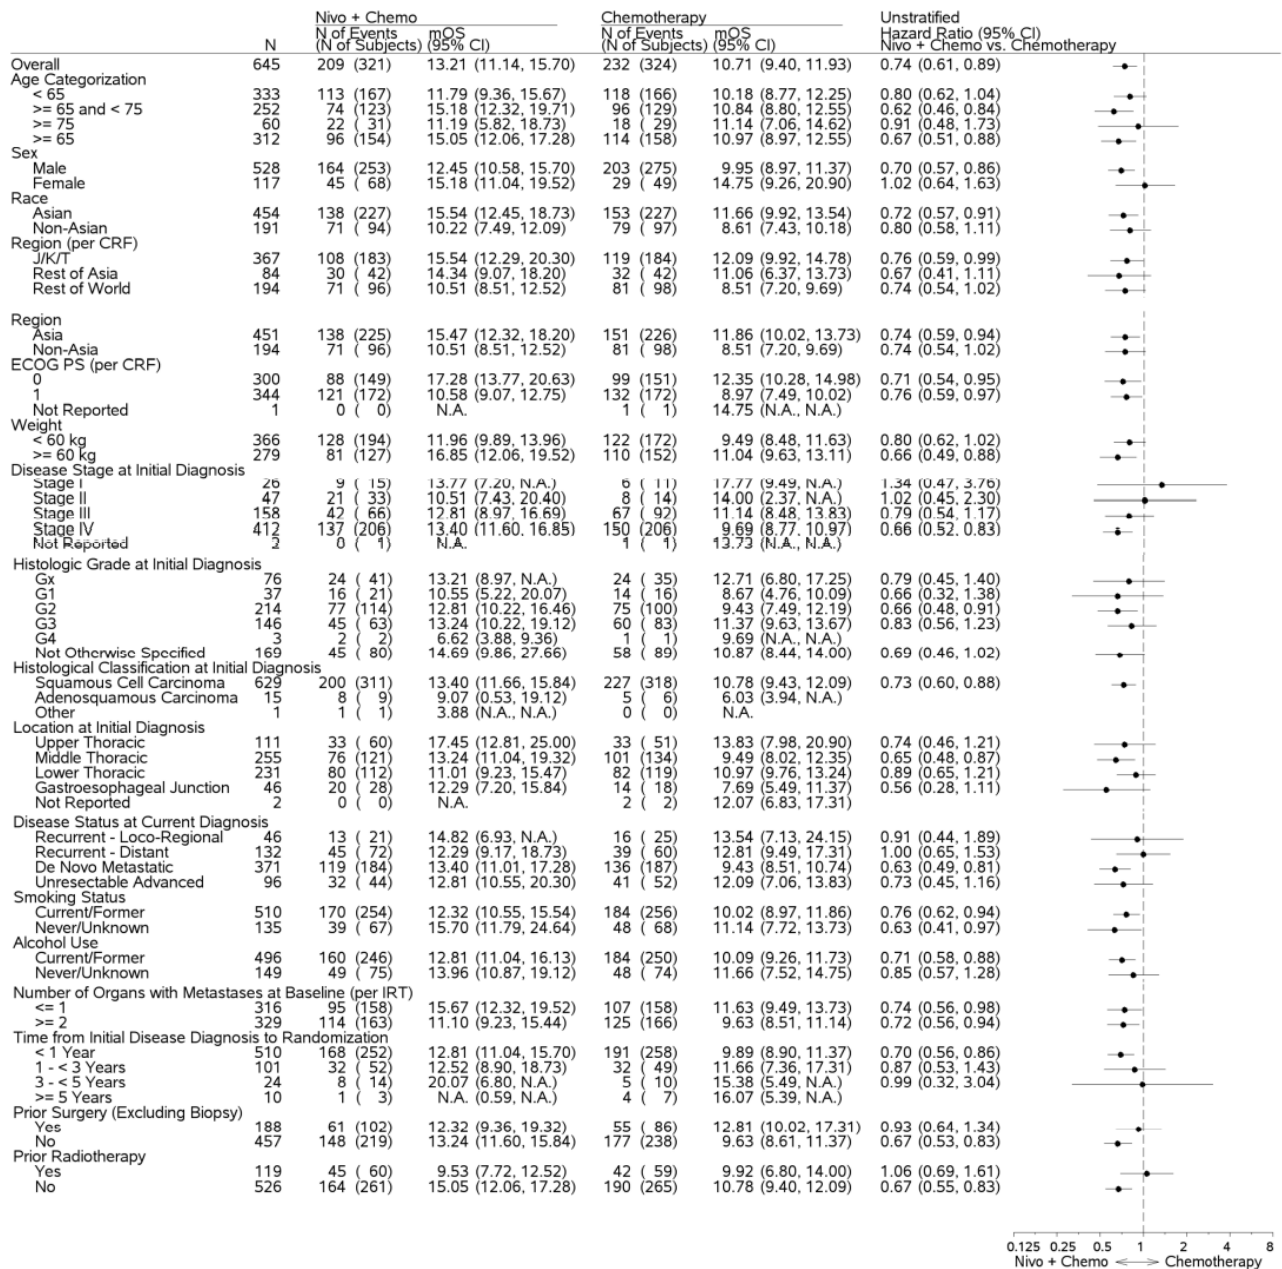 Nivo + Chemo Chemotherapy Unstratified
N of Events mOS N of Events mOS Hazard Ratio (95% CI)
N (N of Subjects) (95% CI) (N of Subjects) (95% CI) Nivo + Chemo vs. Chemotherapy
Overall 645 209 (321) 13.21 (11.14, 15.70) 232 (324) 10.71 (9.40, 11.93) 0.74 (0.61, 0.89)
Age Categorization
< 65 333 113 (167) 11.79 (9.36, 15.67) 118 (166) 10.18 (8.77, 12.25) 0.80 (0.62, 1.04)
>= 65 and < 75 252 74 (123) 15.18 (12.32, 19.71) 96 (129) 10.84 (8.80, 12.55) 0.62 (0.46, 0.84)
>= 75 60 22 ( 31) 11.19 (5.82, 18.73) 18 ( 29) 11.14 (7.06, 14.62) 0.91 (0.48, 1.73)
>= 65 312 96 (154) 15.05 (12.06, 17.28) 114 (158) 10.97 (8.97, 12.55) 0.67 (0.51, 0.88)
Sex
Male 528 164 (253) 12.45 (10.58, 15.70) 203 (275) 9.95 (8.97, 11.37) 0.70 (0.57, 0.86)
Female 117 45 ( 68) 15.18 (11.04, 19.52) 29 ( 49) 14.75 (9.26, 20.90) 1.02 (0.64, 1.63)
Race
Asian 454 138 (227) 15.54 (12.45, 18.73) 153 (227) 11.66 (9.92, 13.54) 0.72 (0.57, 0.91)
Non-Asian 191 71 ( 94) 10.22 (7.49, 12.09) 79 ( 97) 8.61 (7.43, 10.18) 0.80 (0.58, 1.11)
Region (per CRF)
J/K/T 367 108 (183) 15.54 (12.29, 20.30) 119 (184) 12.09 (9.92, 14.78) 0.76 (0.59, 0.99)
Rest of Asia 84 30 ( 42) 14.34 (9.07, 18.20) 32 ( 42) 11.06 (6.37, 13.73) 0.67 (0.41, 1.11)
Rest of World 194 71 ( 96) 10.51 (8.51, 12.52) 81 ( 98) 8.51 (7.20, 9.69) 0.74 (0.54, 1.02)
Region
Asia 451 138 (225) 15.47 (12.32, 18.20) 151 (226) 11.86 (10.02, 13.73) 0.74 (0.59, 0.94)
Non-Asia 194 71 ( 96) 10.51 (8.51, 12.52) 81 ( 98) 8.51 (7.20, 9.69) 0.74 (0.54, 1.02)
ECOG PS (per CRF)
0 300 88 (149) 17.28 (13.77, 20.63) 99 (151) 12.35 (10.28, 14.98) 0.71 (0.54, 0.95)
1 344 121 (172) 10.58 (9.07, 12.75) 132 (172) 8.97 (7.49, 10.02) 0.76 (0.59, 0.97)
Not Reported 1 0 ( 0) N.A. 1 ( 1) 14.75 (N.A., N.A.)
Weight
< 60 kg 366 128 (194) 11.96 (9.89, 13.96) 122 (172) 9.49 (8.48, 11.63) 0.80 (0.62, 1.02)
>= 60 kg 279 81 (127) 16.85 (12.06, 19.52) 110 (152) 11.04 (9.63, 13.11) 0.66 (0.49, 0.88)
Disease Stage at Initial Diagnosis
Stage I 26 9 ( 15) 13.77 (7.20, N.A.) 6 ( 11) 17.77 (9.49, N.A.) 1.34 (0.47, 3.76)
Stage II 47 21 ( 33) 10.51 (7.43, 20.40) 8 ( 14) 14.00 (2.37, N.A.) 1.02 (0.45, 2.30)
Stage III 158 42 ( 66) 12.81 (8.97, 16.69) 67 ( 92) 11.14 (8.48, 13.83) 0.79 (0.54, 1.17)
Stage IV 412 137 (206) 13.40 (11.60, 16.85) 150 (206) 9.69 (8.77, 10.97) 0.66 (0.52, 0.83)
Not Reported 2 0 ( 1) N.A. 1 ( 1) 13.73 (N.A., N.A.)
Histologic Grade at Initial Diagnosis
Gx 76 24 ( 41) 13.21 (8.97, N.A.) 24 ( 35) 12.71 (6.80, 17.25) 0.79 (0.45, 1.40)
G1 37 16 ( 21) 10.55 (5.22, 20.07) 14 ( 16) 8.67 (4.76, 10.09) 0.66 (0.32, 1.38)
G2 214 77 (114) 12.81 (10.22, 16.46) 75 (100) 9.43 (7.49, 12.19) 0.66 (0.48, 0.91)
G3 146 45 ( 63) 13.24 (10.22, 19.12) 60 ( 83) 11.37 (9.63, 13.67) 0.83 (0.56, 1.23)
G4 3 2 ( 2) 6.62 (3.88, 9.36) 1 ( 1) 9.69 (N.A., N.A.)
Not Otherwise Specified 169 45 ( 80) 14.69 (9.86, 27.66) 58 ( 89) 10.87 (8.44, 14.00) 0.69 (0.46, 1.02)
Histological Classification at Initial Diagnosis
Squamous Cell Carcinoma 629 200 (311) 13.40 (11.66, 15.84) 227 (318) 10.78 (9.43, 12.09) 0.73 (0.60, 0.88)
Adenosquamous Carcinoma 15 8 ( 9) 9.07 (0.53, 19.12) 5 ( 6) 6.03 (3.94, N.A.)
Other 1 1 ( 1) 3.88 (N.A., N.A.) 0 ( 0) N.A.
Location at Initial Diagnosis
Upper Thoracic 111 33 ( 60) 17.45 (12.81, 25.00) 33 ( 51) 13.83 (7.98, 20.90) 0.74 (0.46, 1.21)
Middle Thoracic 255 76 (121) 13.24 (11.04, 19.32) 101 (134) 9.49 (8.02, 12.35) 0.65 (0.48, 0.87)
Lower Thoracic 231 80 (112) 11.01 (9.23, 15.47) 82 (119) 10.97 (9.76, 13.24) 0.89 (0.65, 1.21)
Gastroesophageal Junction 46 20 ( 28) 12.29 (7.20, 15.84) 14 ( 18) 7.69 (5.49, 11.37) 0.56 (0.28, 1.11)
Not Reported 2 0 ( 0) N.A. 2 ( 2) 12.07 (6.83, 17.31)
Disease Status at Current Diagnosis
Recurrent - Loco-Regional 46 13 ( 21) 14.82 (6.93, N.A.) 16 ( 25) 13.54 (7.13, 24.15) 0.91 (0.44, 1.89)
Recurrent - Distant 132 45 ( 72) 12.29 (9.17, 18.73) 39 ( 60) 12.81 (9.49, 17.31) 1.00 (0.65, 1.53)
De Novo Metastatic 371 119 (184) 13.40 (11.01, 17.28) 136 (187) 9.43 (8.51, 10.74) 0.63 (0.49, 0.81)
Unresectable Advanced 96 32 ( 44) 12.81 (10.55, 20.30) 41 ( 52) 12.09 (7.06, 13.83) 0.73 (0.45, 1.16)
Smoking Status
Current/Former 510 170 (254) 12.32 (10.55, 15.54) 184 (256) 10.02 (8.97, 11.86) 0.76 (0.62, 0.94)
Never/Unknown 135 39 ( 67) 15.70 (11.79, 24.64) 48 ( 68) 11.14 (7.72, 13.73) 0.63 (0.41, 0.97)
Alcohol Use
Current/Former 496 160 (246) 12.81 (11.04, 16.13) 184 (250) 10.09 (9.26, 11.73) 0.71 (0.58, 0.88)
Never/Unknown 149 49 ( 75) 13.96 (10.87, 19.12) 48 ( 74) 11.66 (7.52, 14.75) 0.85 (0.57, 1.28)
Number of Organs with Metastases at Baseline (per IRT)
<= 1 316 95 (158) 15.67 (12.32, 19.52) 107 (158) 11.63 (9.49, 13.73) 0.74 (0.56, 0.98)
>= 2 329 114 (163) 11.10 (9.23, 15.44) 125 (166) 9.63 (8.51, 11.14) 0.72 (0.56, 0.94)
Time from Initial Disease Diagnosis to Randomization
< 1 Year 510 168 (252) 12.81 (11.04, 15.70) 191 (258) 9.89 (8.90, 11.37) 0.70 (0.56, 0.86)
1 - < 3 Years 101 32 ( 52) 12.52 (8.90, 18.73) 32 ( 49) 11.66 (7.36, 17.31) 0.87 (0.53, 1.43)
3 - < 5 Years 24 8 ( 14) 20.07 (6.80, N.A.) 5 ( 10) 15.38 (5.49, N.A.) 0.99 (0.32, 3.04)
>= 5 Years 10 1 ( 3) N.A. (0.59, N.A.) 4 ( 7) 16.07 (5.39, N.A.)
Prior Surgery (Excluding Biopsy)
Yes 188 61 (102) 12.32 (9.36, 19.32) 55 ( 86) 12.81 (10.02, 17.31) 0.93 (0.64, 1.34)
No 457 148 (219) 13.24 (11.60, 15.84) 177 (238) 9.63 (8.61, 11.37) 0.67 (0.53, 0.83)
Prior Radiotherapy
Yes 119 45 ( 60) 9.53 (7.72, 12.52) 42 ( 59) 9.92 (6.80, 14.00) 1.06 (0.69, 1.61)
No 526 164 (261) 15.05 (12.06, 17.28) 190 (265) 10.78 (9.40, 12.09) 0.67 (0.55, 0.83)
0.125 0.25 0.5 1 2 4 8
Nivo + Chemo <—> Chemotherapy